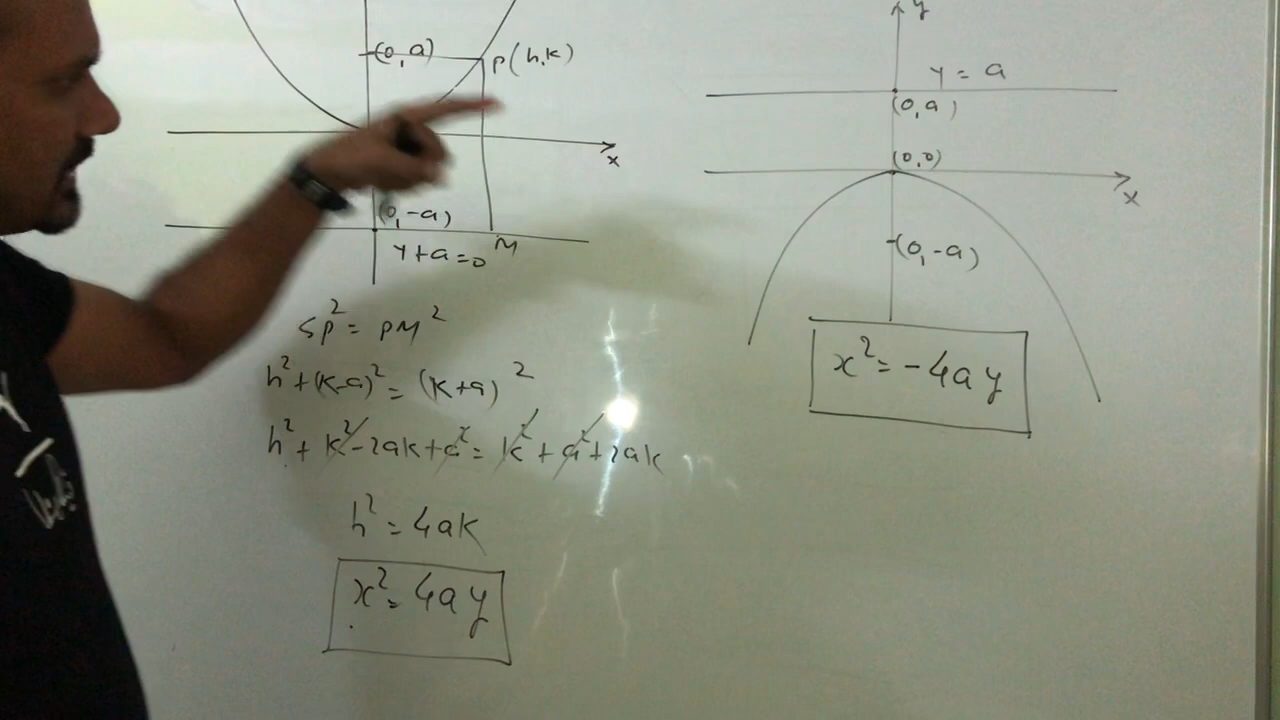 (0, a)
P(h,k)
x
(0, -a)
M
y+a=0
SP² = PM²
h²+(k-a)² = (k+a)²
h² + k² - 2ak + a² = k² + a² + 2ak
h² = 4ak
x² = 4ay
y
y = a
(0, a)
(0, 0)
x
(0, -a)
x² = -4ay